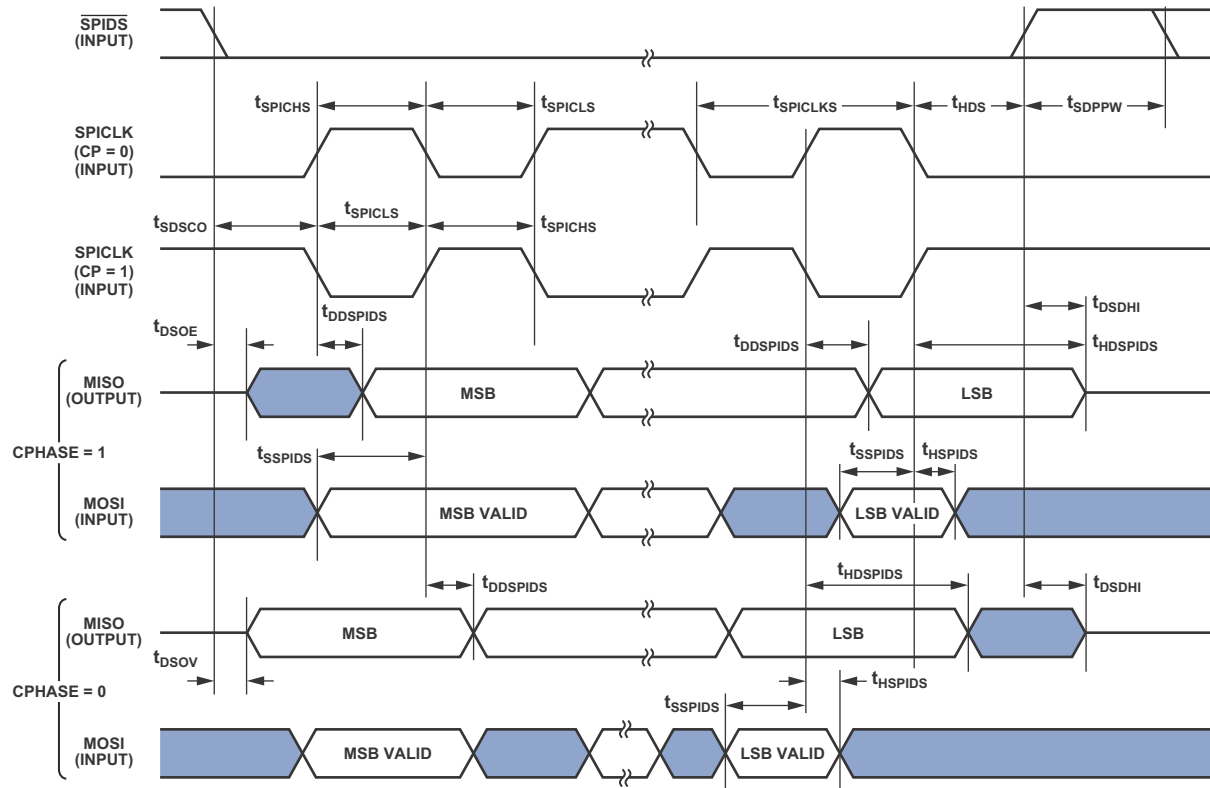 SPIDS
(INPUT)
tSPICHS
tSPICLS
tSPICLKS
tHDS
tSDPPW
SPICLK
(CP = 0)
(INPUT)
tSDSCO
tSPICLS
tSPICHS
SPICLK
(CP = 1)
(INPUT)
tDSOE
tDDSPIDS
tDDSPIDS
tDSDHI
tHDSPIDS
CPHASE = 1
MISO
(OUTPUT)
MSB
LSB
tSSPIDS
tSSPIDS
tHSPIDS
MOSI
(INPUT)
MSB VALID
LSB VALID
tDDSPIDS
tHDSPIDS
tDSDHI
CPHASE = 0
MISO
(OUTPUT)
MSB
LSB
tDSOV
tSSPIDS
tHSPIDS
MOSI
(INPUT)
MSB VALID
LSB VALID